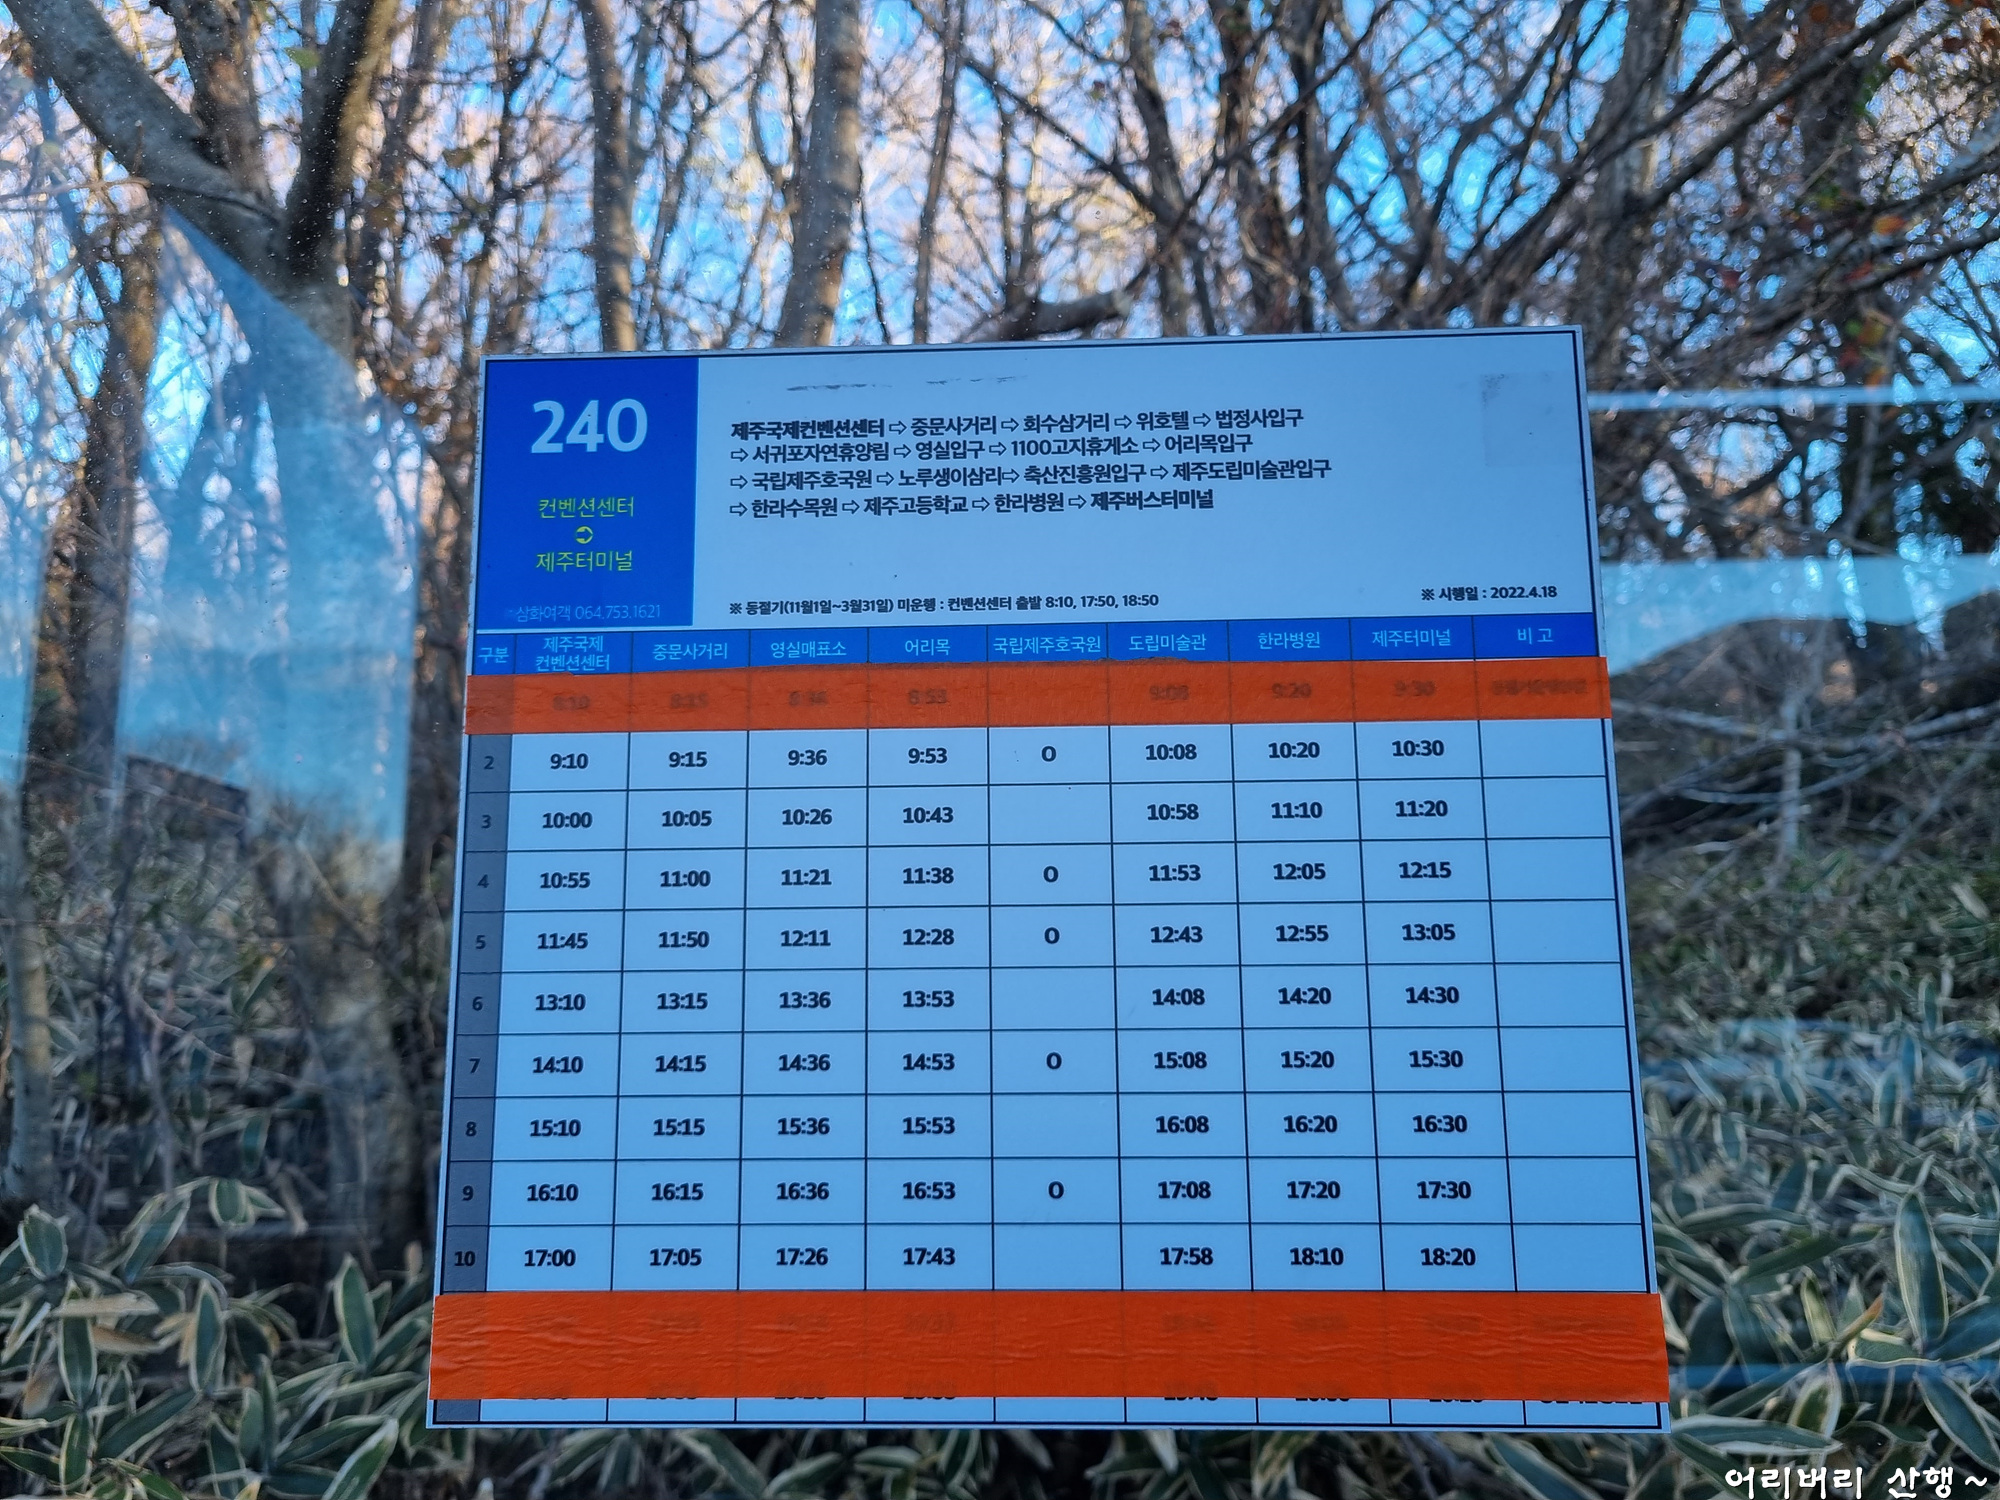 240
컨벤션센터
➲
제주터미널
삼화여객 064.753.1621
제주국제컨벤션센터 ⇨ 중문사거리 ⇨ 회수삼거리 ⇨ 위호텔 ⇨ 법정사입구
⇨ 서귀포자연휴양림 ⇨ 영실입구 ⇨ 1100고지휴게소 ⇨ 어리목입구
⇨ 국립제주호국원 ⇨ 노루생이삼리⇨ 축산진흥원입구 ⇨ 제주도립미술관입구
⇨ 한라수목원 ⇨ 제주고등학교 ⇨ 한라병원 ⇨ 제주버스터미널
※ 동절기(11월1일~3월31일) 미운행 : 컨벤션센터 출발 8:10, 17:50, 18:50
※ 시행일 : 2022.4.18
구분 제주국제 컨벤션센터 중문사거리 영실매표소 어리목 국립제주호국원 도립미술관 한라병원 제주터미널 비 고
8:10 8:15 8:36 8:53 9:08 9:20 9:30
2 9:10 9:15 9:36 9:53 O 10:08 10:20 10:30
3 10:00 10:05 10:26 10:43 10:58 11:10 11:20
4 10:55 11:00 11:21 11:38 O 11:53 12:05 12:15
5 11:45 11:50 12:11 12:28 O 12:43 12:55 13:05
6 13:10 13:15 13:36 13:53 14:08 14:20 14:30
7 14:10 14:15 14:36 14:53 O 15:08 15:20 15:30
8 15:10 15:15 15:36 15:53 16:08 16:20 16:30
9 16:10 16:15 16:36 16:53 O 17:08 17:20 17:30
10 17:00 17:05 17:26 17:43 17:58 18:10 18:20
어리버리 산행~